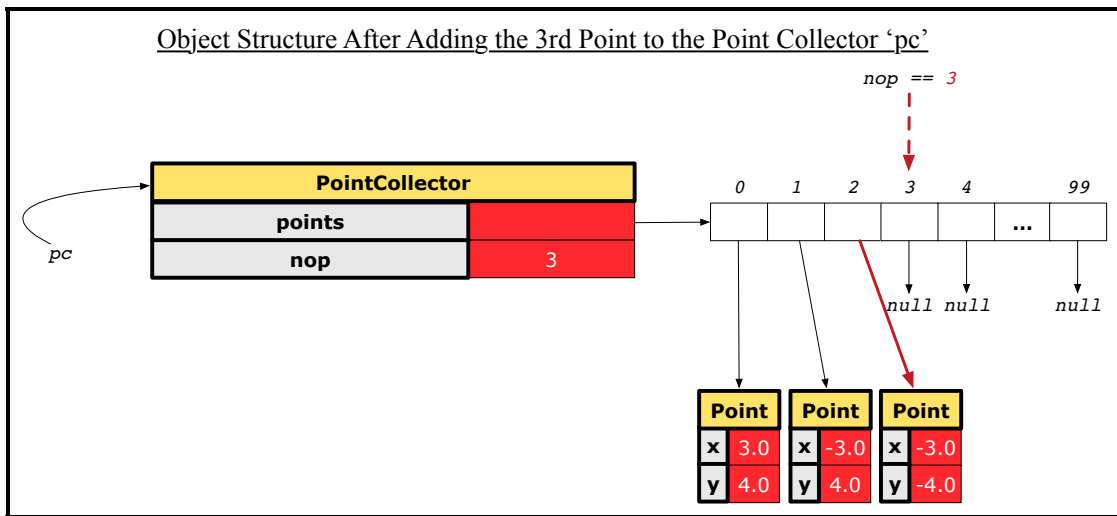 Object Structure After Adding the 3rd Point to the Point Collector ‘pc’
nop == 3
PointCollector
points
nop 3
pc
0 1 2 3 4 99
...
null null null
Point Point Point
x 3.0 x -3.0 x -3.0
y 4.0 y 4.0 y -4.0